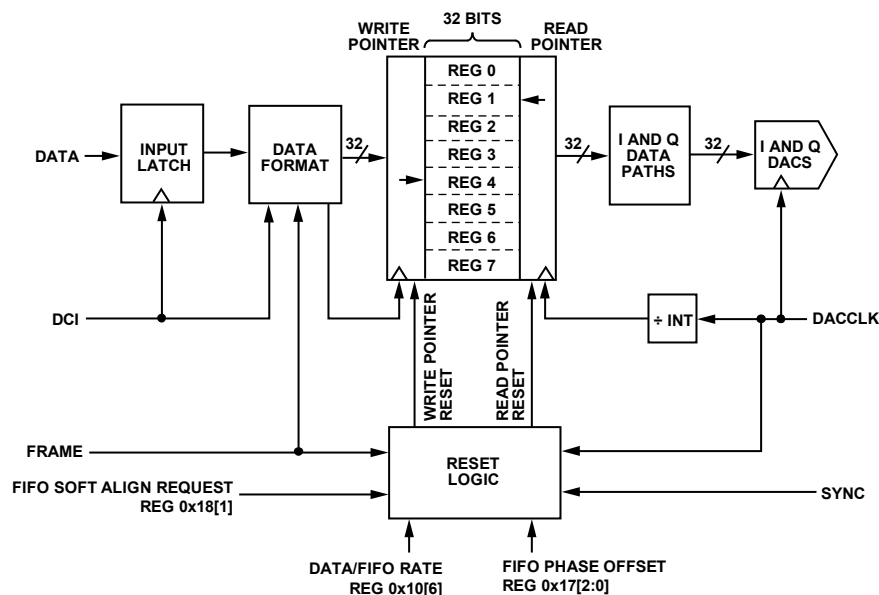 32 BITS
WRITE
POINTER
READ
POINTER
REG 0
REG 1
REG 2
REG 3
REG 4
REG 5
REG 6
REG 7
DATA
INPUT
LATCH
DATA
FORMAT
32
32
I AND Q
DATA
PATHS
32
I AND Q
DACS
DCI
÷ INT
DACCLK
WRITE POINTER
RESET
READ POINTER
RESET
FRAME
RESET
LOGIC
FIFO SOFT ALIGN REQUEST
REG 0x18[1]
SYNC
DATA/FIFO RATE
REG 0x10[6]
FIFO PHASE OFFSET
REG 0x17[2:0]